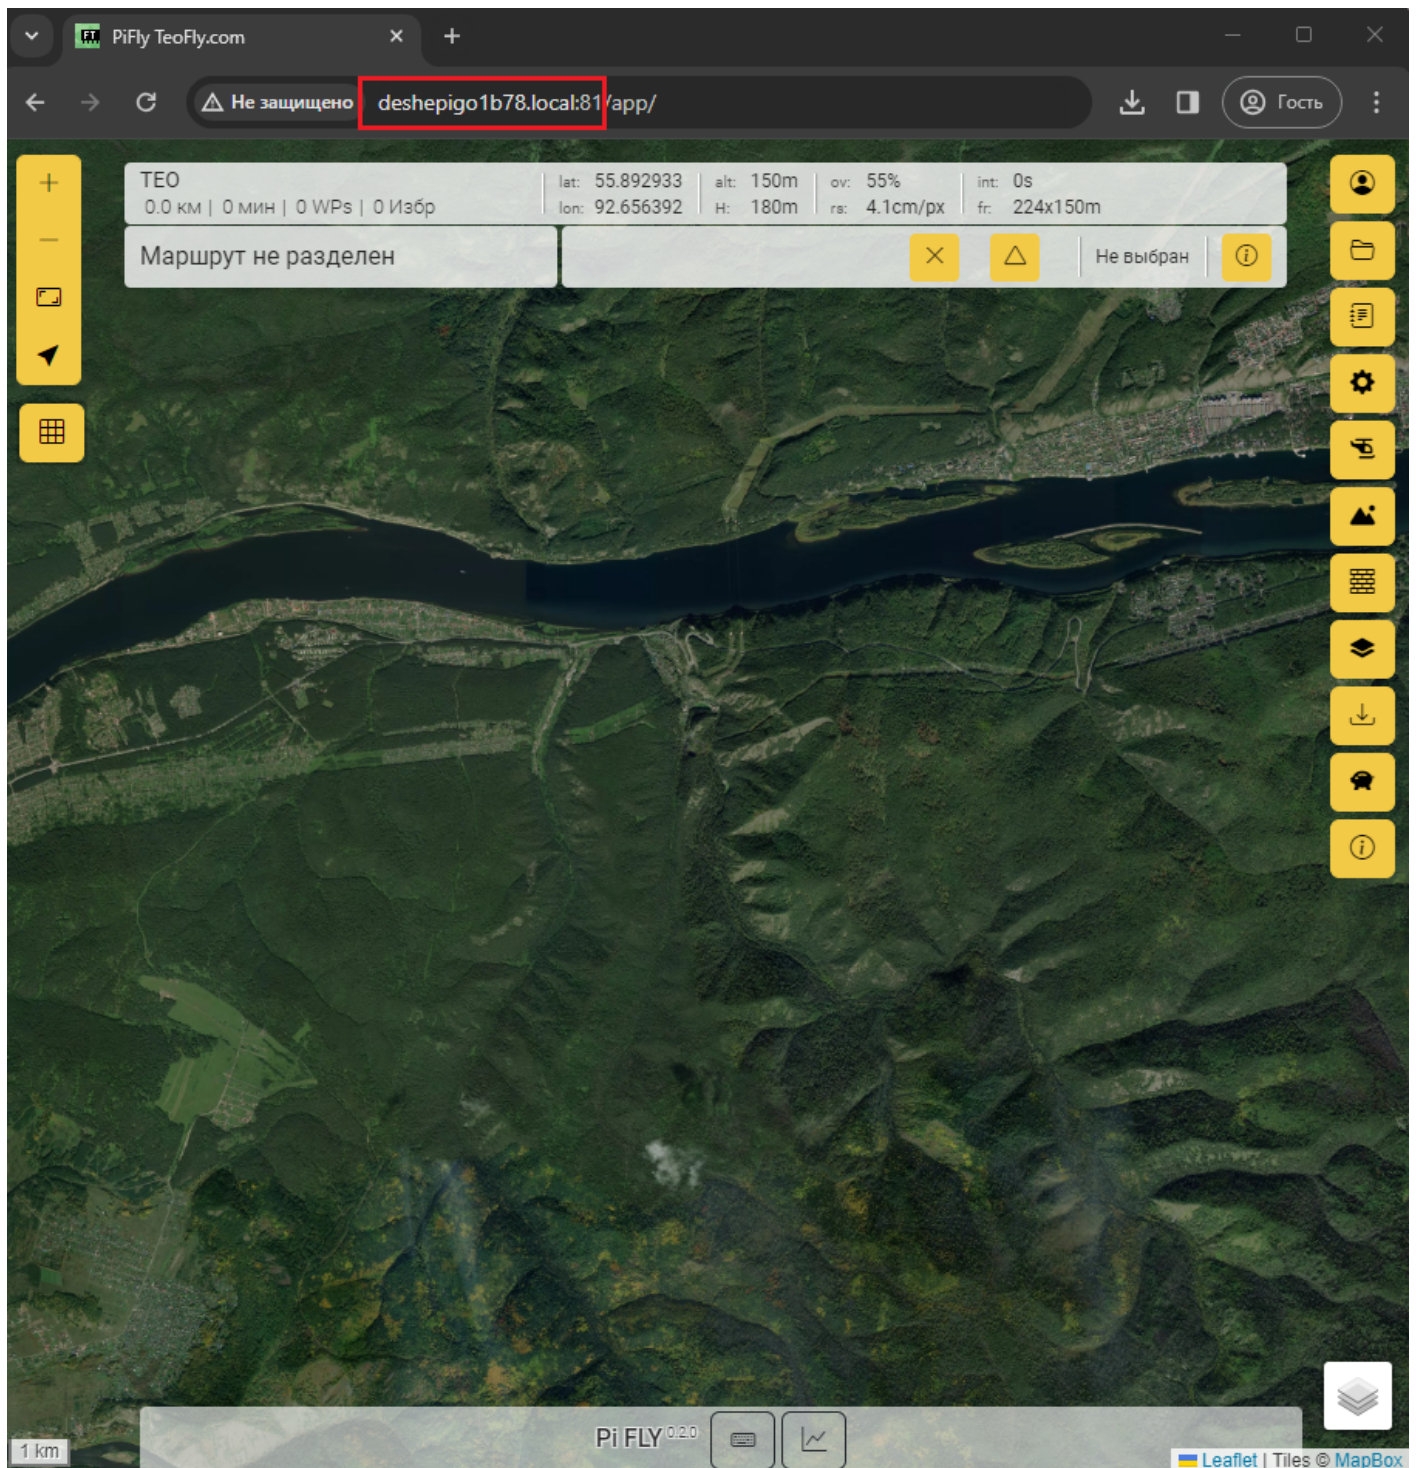 PiFly TeoFly.com
Не защищено deshepigo1b78.local:81/app/ Гость
ТЕО lat: 55.892933 alt: 150m ov: 55% int: 0s
0.0 км | 0 мин | 0 WPs | 0 Избр lon: 92.656392 H: 180m rs: 4.1cm/px fr: 224x150m
Маршрут не разделен Не выбран
Pi FLY 0.2.0
1 km
Leaflet | Tiles © MapBox